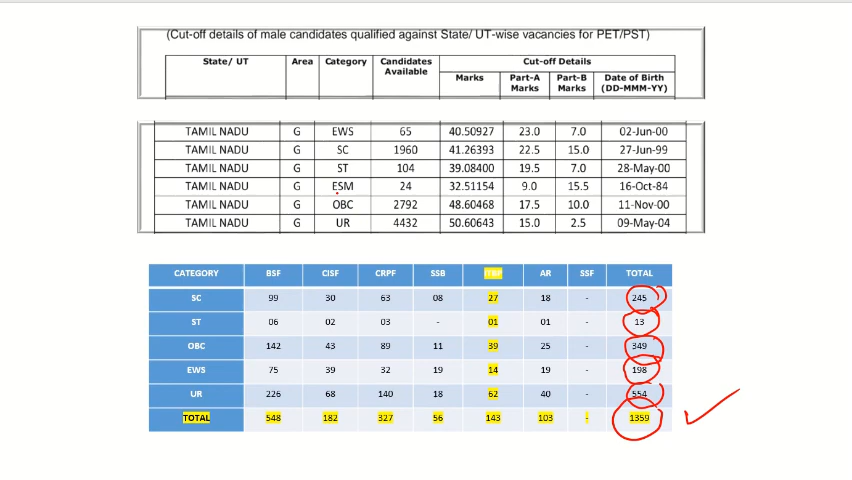 (Cut-off details of male candidates qualified against State/ UT-wise vacancies for PET/PST)
State/ UT Area Category Candidates Available Cut-off Details
Marks Part-A Marks Part-B Marks Date of Birth (DD-MMM-YY)
TAMIL NADU G EWS 65 40.50927 23.0 7.0 02-Jun-00
TAMIL NADU G SC 1960 41.26393 22.5 15.0 27-Jun-99
TAMIL NADU G ST 104 39.08400 19.5 7.0 28-May-00
TAMIL NADU G ESM 24 32.51154 9.0 15.5 16-Oct-84
TAMIL NADU G OBC 2792 48.60468 17.5 10.0 11-Nov-00
TAMIL NADU G UR 4432 50.60643 15.0 2.5 09-May-04
CATEGORY BSF CISF CRPF SSB ITBP AR SSF TOTAL
SC 99 30 63 08 27 18 - 245
ST 06 02 03 - 01 01 - 13
OBC 142 43 89 11 39 25 - 349
EWS 75 39 32 19 14 19 - 198
UR 226 68 140 18 62 40 - 554
TOTAL 548 182 327 56 143 103 - 1359